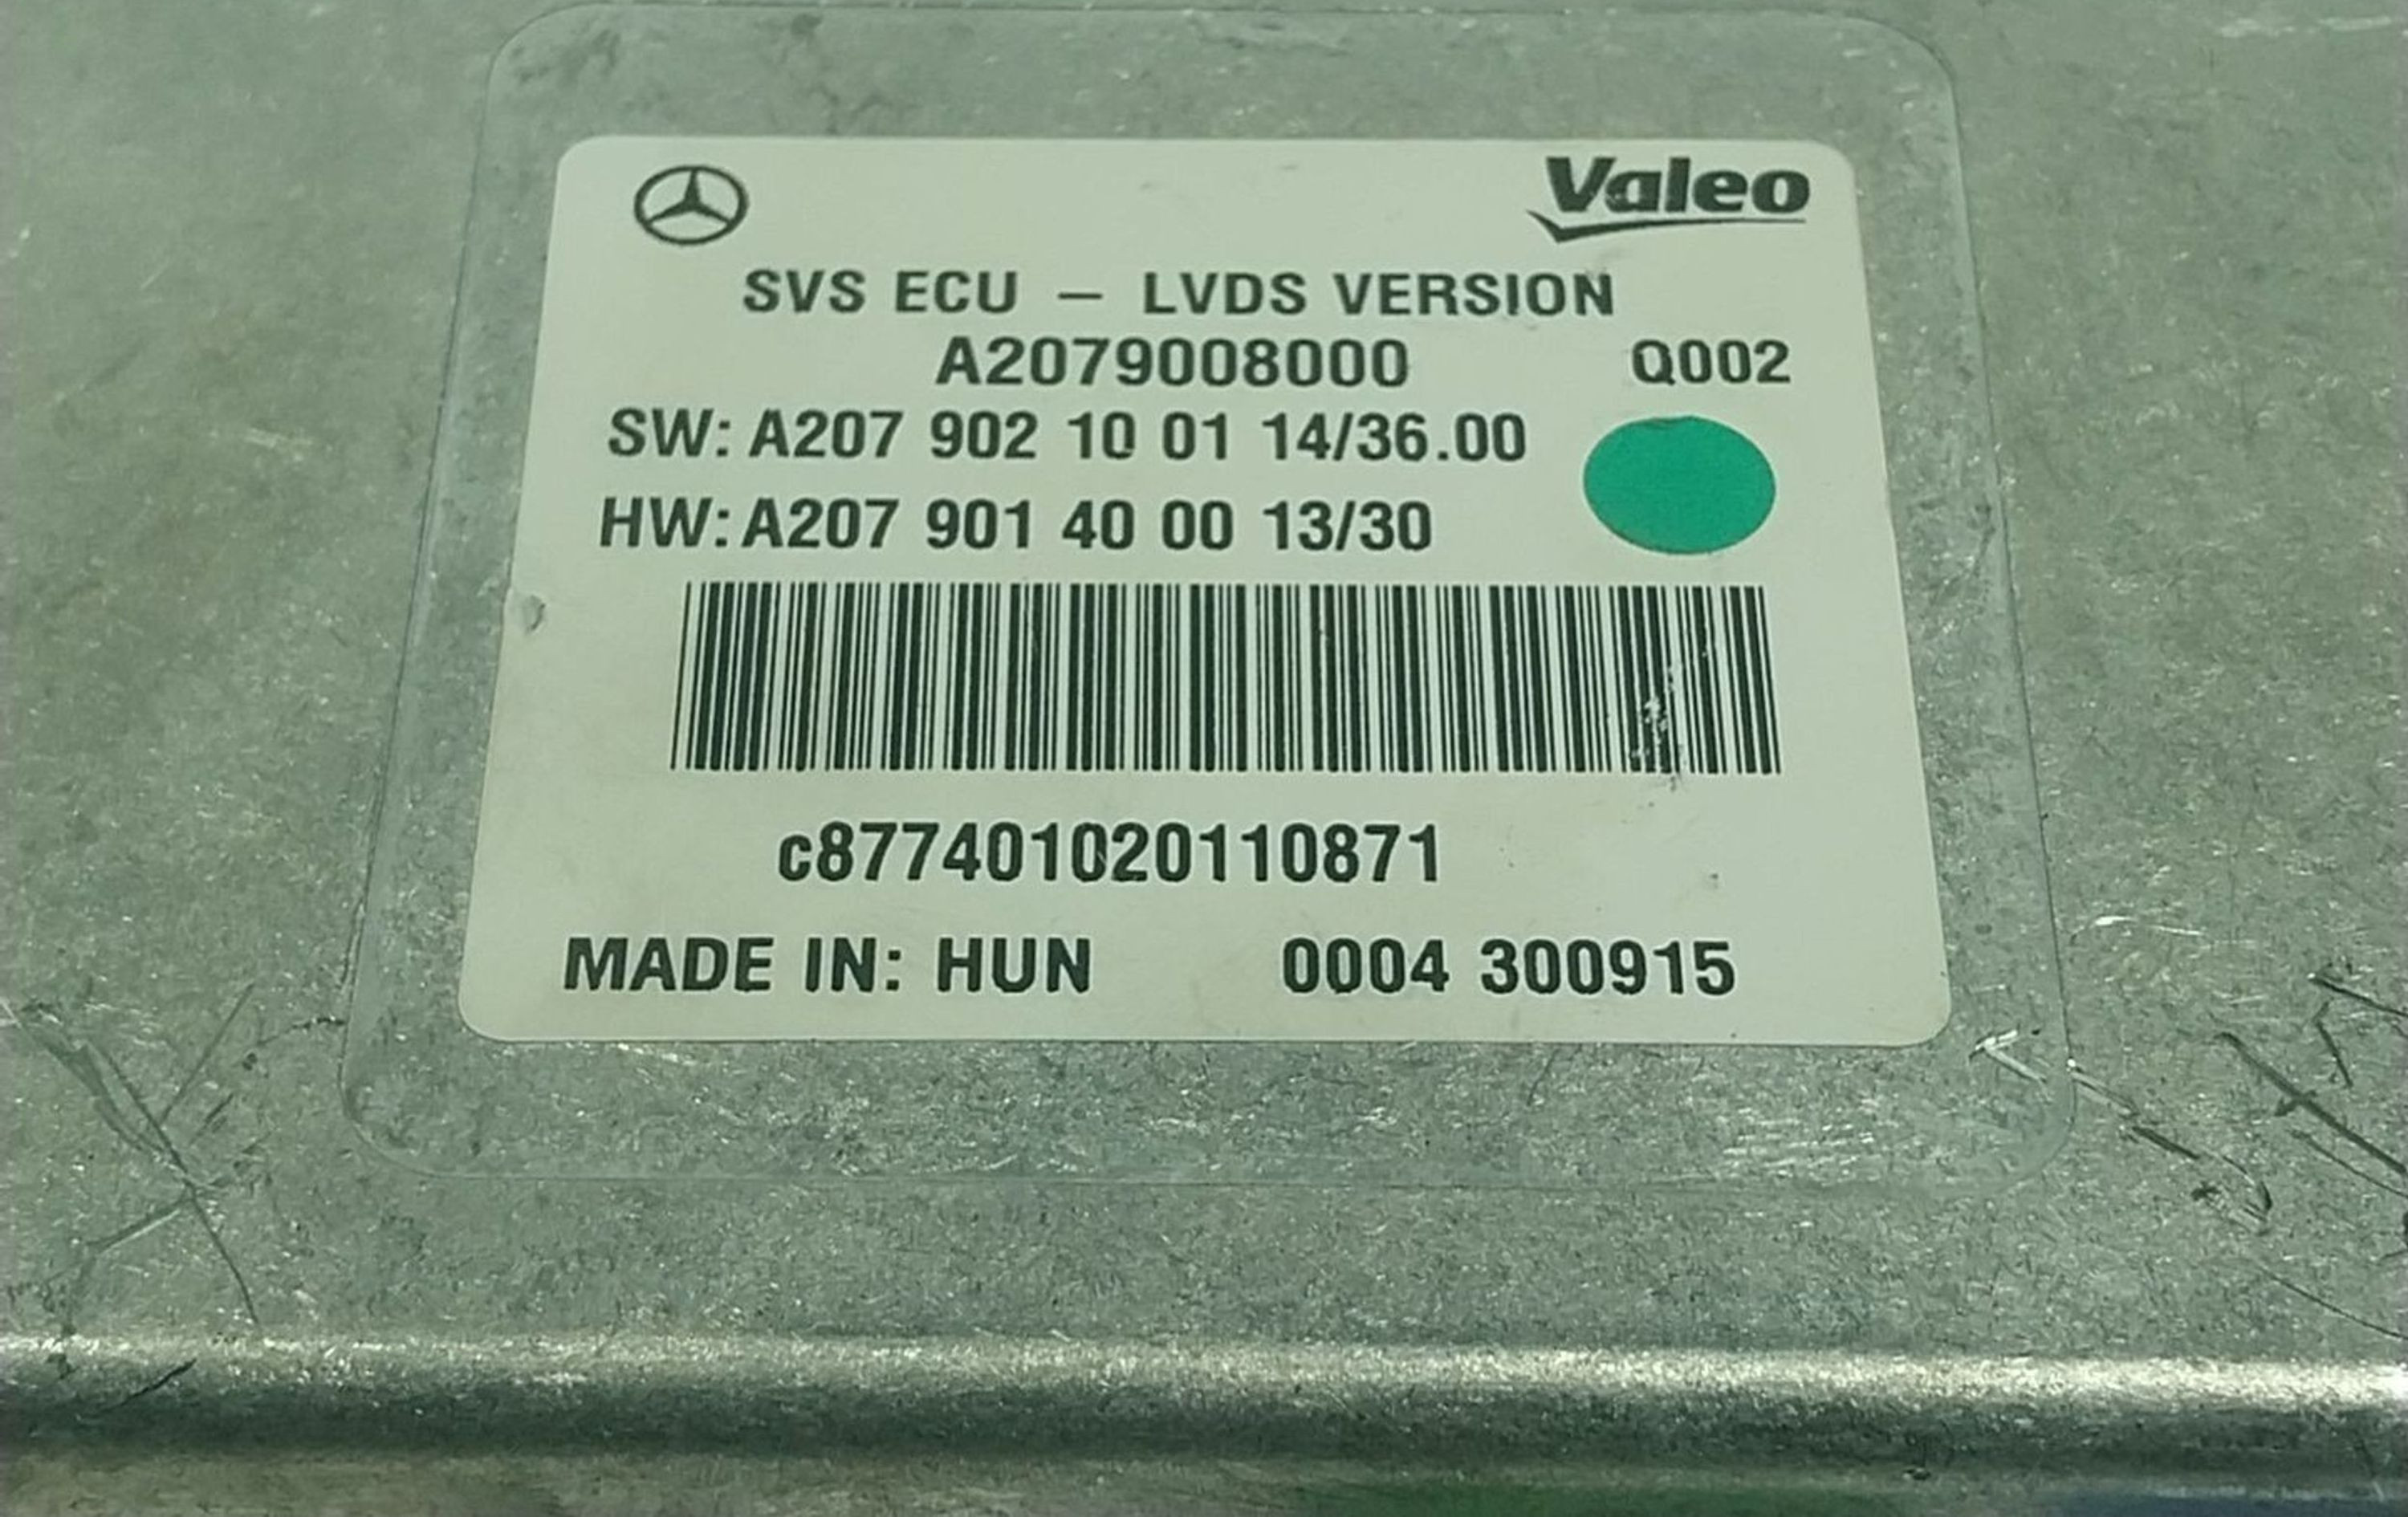 Valeo
SVS ECU – LVDS VERSION
A2079008000 Q002
SW: A207 902 10 01 14/36.00
HW: A207 901 40 00 13/30
c877401020110871
MADE IN: HUN 0004 300915